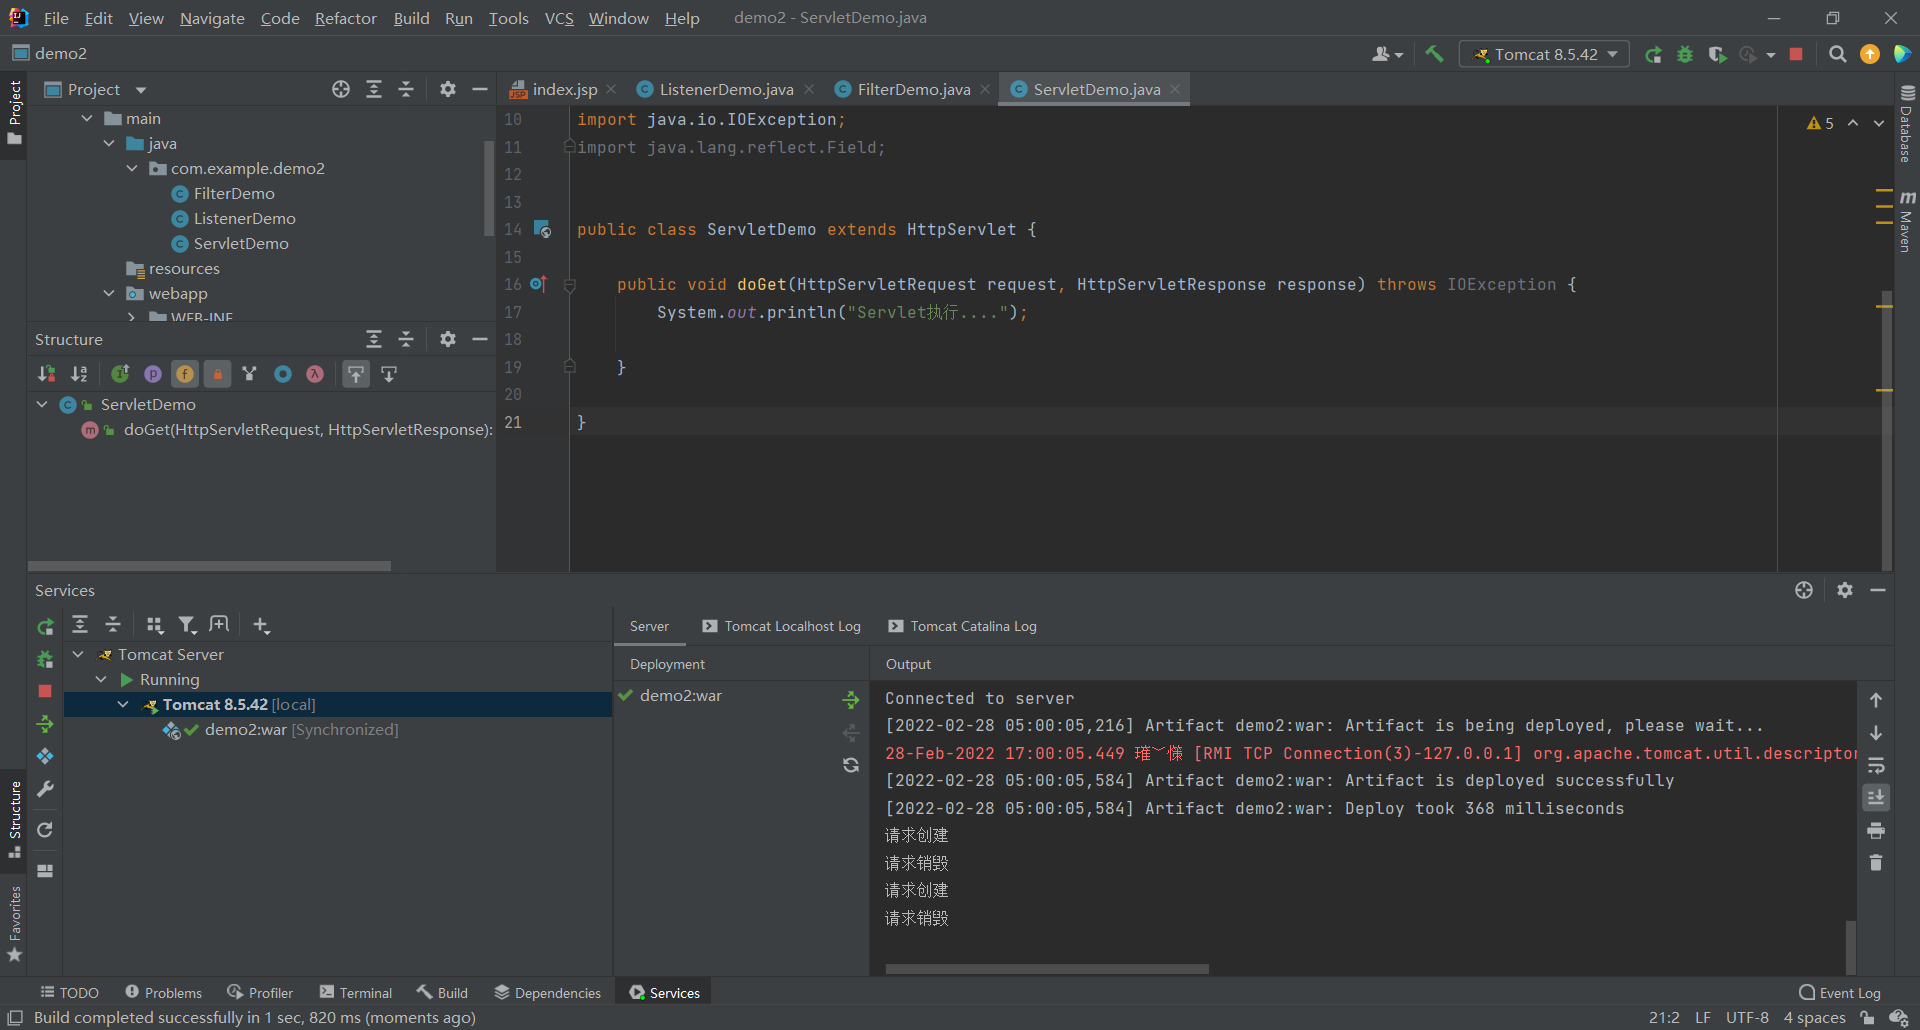 File Edit View Navigate Code Refactor Build Run Tools VCS Window Help demo2 - ServletDemo.java
demo2
Tomcat 8.5.42
Project
Project
main
java
com.example.demo2
FilterDemo
ListenerDemo
ServletDemo
resources
webapp
WEB-INF
index.jsp ListenerDemo.java FilterDemo.java ServletDemo.java
10 import java.io.IOException;
11 import java.lang.reflect.Field;
12
13
14 public class ServletDemo extends HttpServlet {
15
16 public void doGet(HttpServletRequest request, HttpServletResponse response) throws IOException {
17 System.out.println("Servlet执行....");
18
19 }
20
21 }
5
Database
Maven
Structure
ServletDemo
doGet(HttpServletRequest, HttpServletResponse):
Services
Tomcat Server
Running
Tomcat 8.5.42 [local]
demo2:war [Synchronized]
Structure
Favorites
Server Tomcat Localhost Log Tomcat Catalina Log
Deployment Output
demo2:war
Connected to server
[2022-02-28 05:00:05,216] Artifact demo2:war: Artifact is being deployed, please wait...
28-Feb-2022 17:00:05.449 [RMI TCP Connection(3)-127.0.0.1] org.apache.tomcat.util.descriptor
[2022-02-28 05:00:05,584] Artifact demo2:war: Artifact is deployed successfully
[2022-02-28 05:00:05,584] Artifact demo2:war: Deploy took 368 milliseconds
请求创建
请求销毁
请求创建
请求销毁
TODO Problems Profiler Terminal Build Dependencies Services Event Log
Build completed successfully in 1 sec, 820 ms (moments ago) 21:2 LF UTF-8 4 spaces